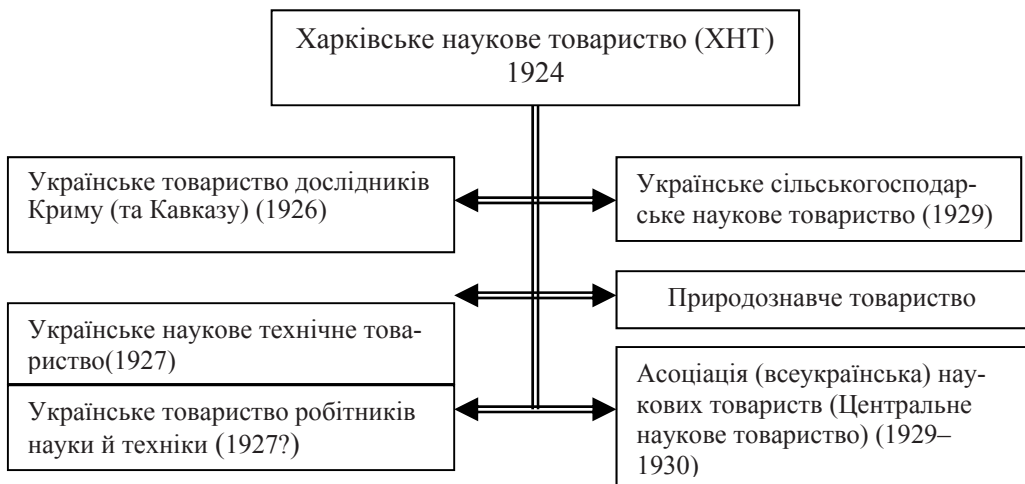 Харківське наукове товариство (ХНТ)
1924
Українське товариство дослідників
Криму (та Кавказу) (1926)
Українське сільськогосподар-
ське наукове товариство (1929)
Природознавче товариство
Українське наукове технічне това-
риство(1927)
Українське товариство робітників
науки й техніки (1927?)
Асоціація (всеукраїнська) на-
укових товариств (Центральне
наукове товариство) (1929–
1930)